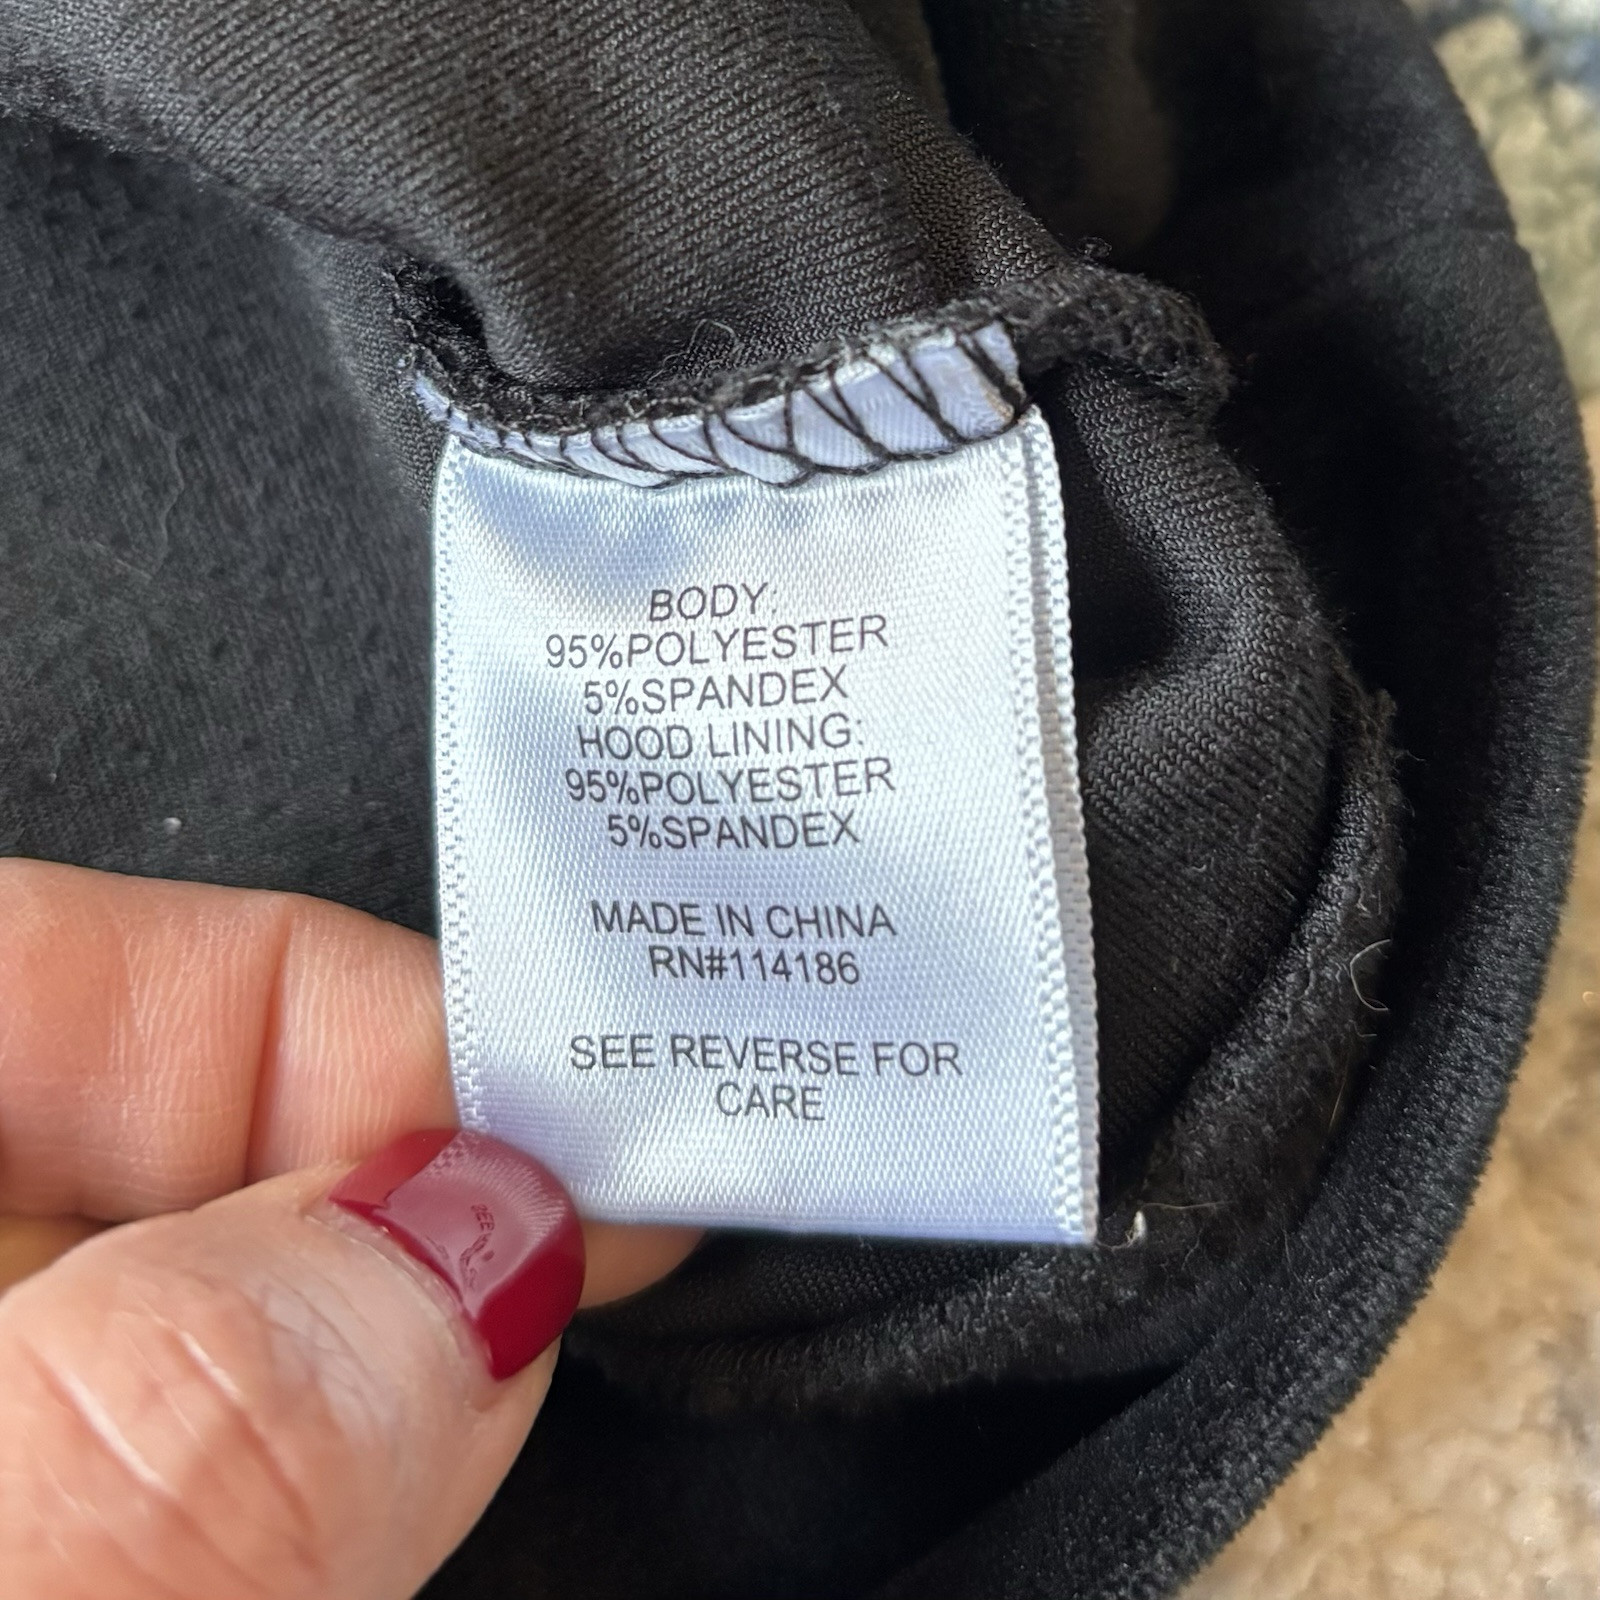 BODY:
95%POLYESTER
5%SPANDEX
HOOD LINING:
95%POLYESTER
5%SPANDEX
MADE IN CHINA
RN#114186
SEE REVERSE FOR
CARE